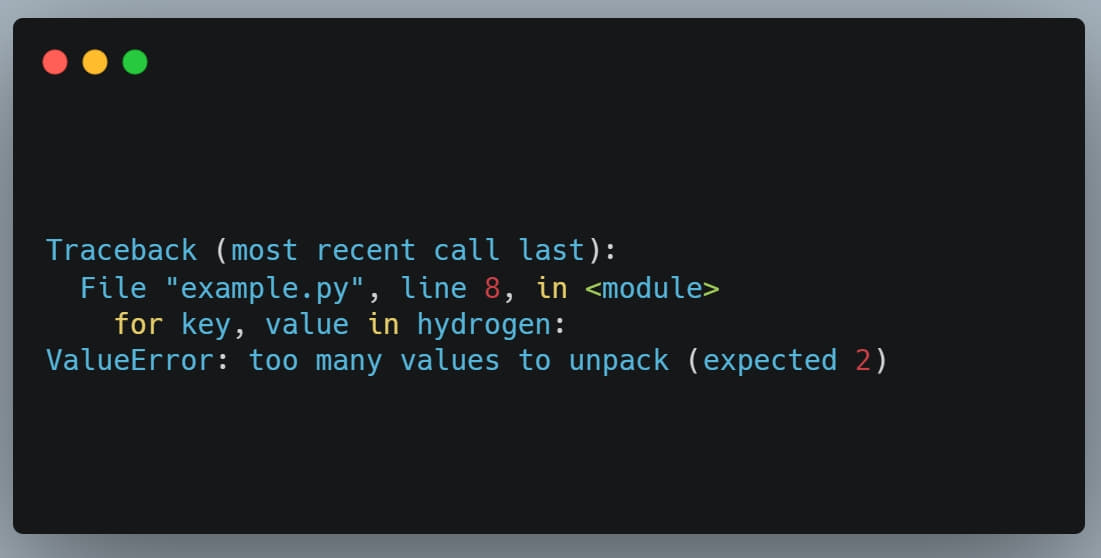 Traceback (most recent call last):
  File "example.py", line 8, in <module>
    for key, value in hydrogen:
ValueError: too many values to unpack (expected 2)